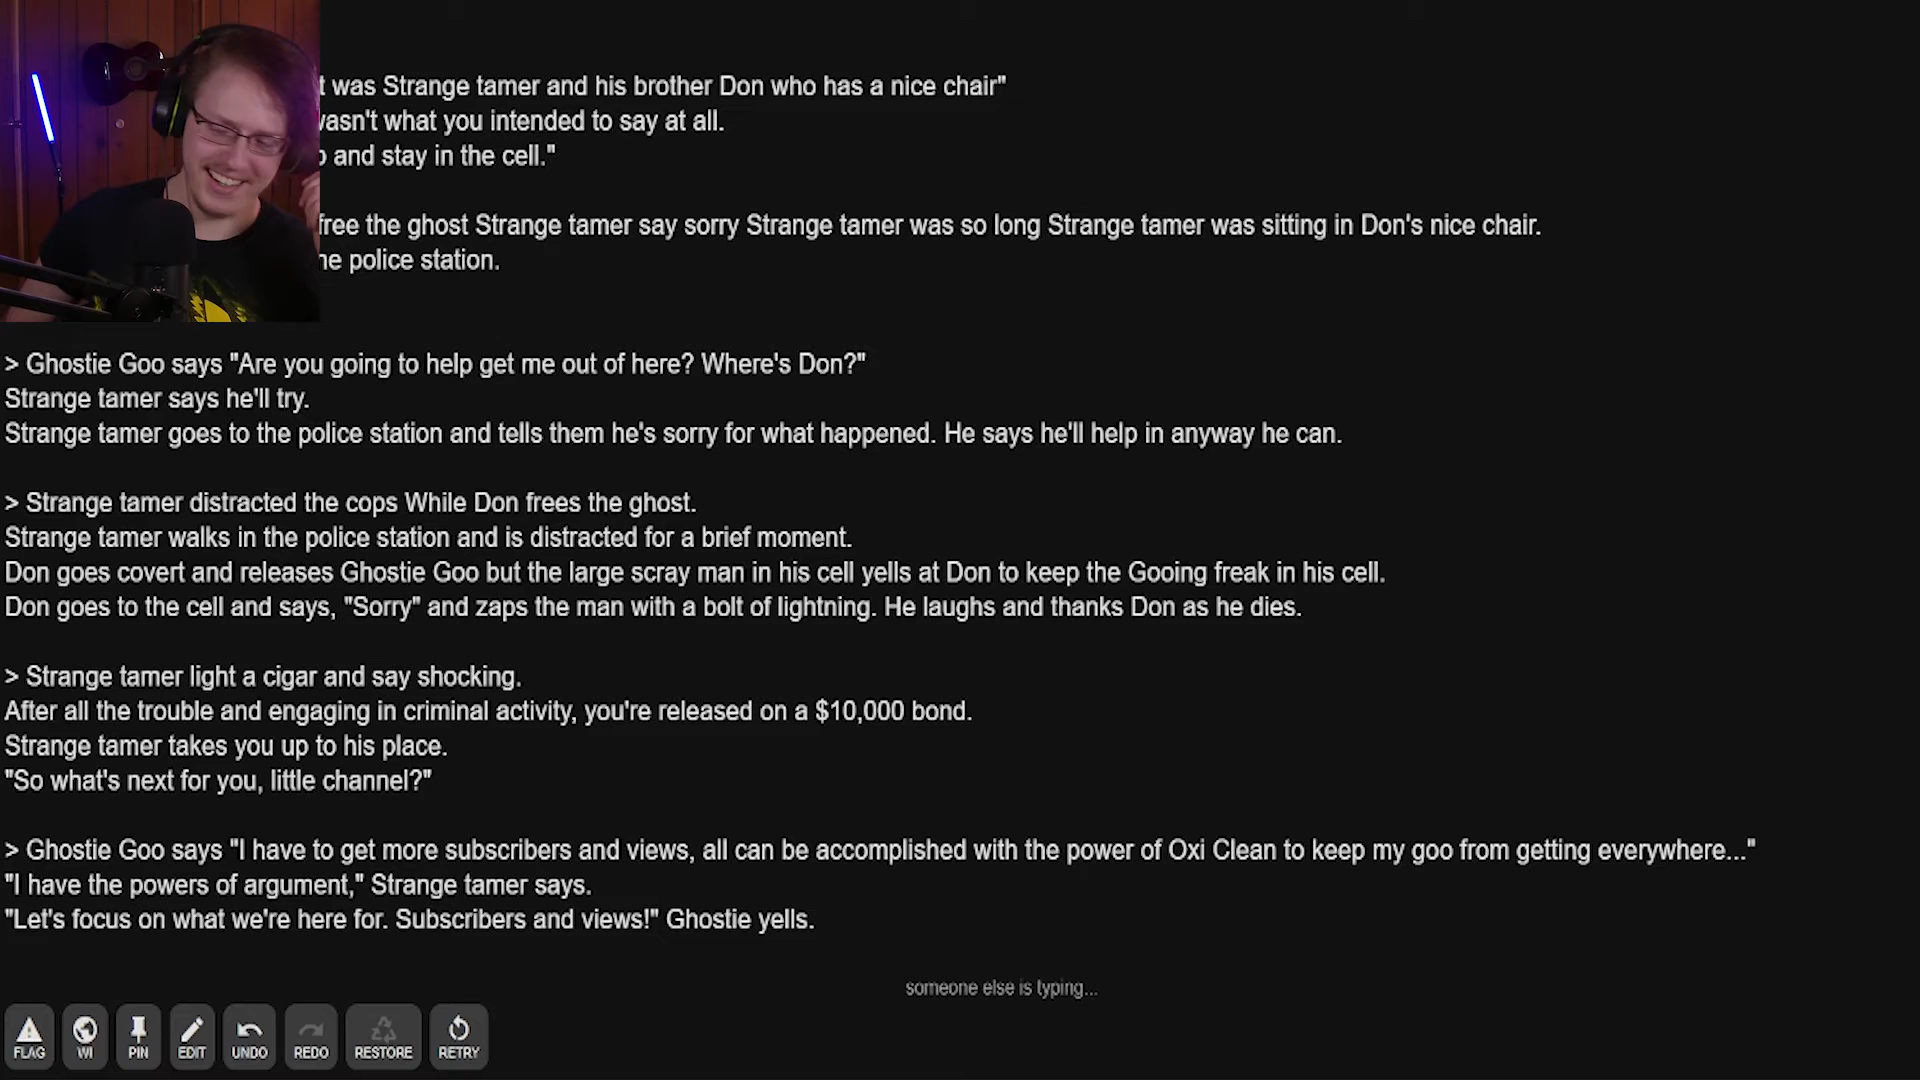 was Strange tamer and his brother Don who has a nice chair"
wasn't what you intended to say at all.
and stay in the cell."
free the ghost Strange tamer say sorry Strange tamer was so long Strange tamer was sitting in Don's nice chair.
police station.
> Ghostie Goo says "Are you going to help get me out of here? Where's Don?"
Strange tamer says he'll try.
Strange tamer goes to the police station and tells them he's sorry for what happened. He says he'll help in anyway he can.
> Strange tamer distracted the cops While Don frees the ghost.
Strange tamer walks in the police station and is distracted for a brief moment.
Don goes covert and releases Ghostie Goo but the large scray man in his cell yells at Don to keep the Gooing freak in his cell.
Don goes to the cell and says, "Sorry" and zaps the man with a bolt of lightning. He laughs and thanks Don as he dies.
> Strange tamer light a cigar and say shocking.
After all the trouble and engaging in criminal activity, you're released on a $10,000 bond.
Strange tamer takes you up to his place.
"So what's next for you, little channel?"
> Ghostie Goo says "I have to get more subscribers and views, all can be accomplished with the power of Oxi Clean to keep my goo from getting everywhere..."
"I have the powers of argument," Strange tamer says.
"Let's focus on what we're here for. Subscribers and views!" Ghostie yells.
someone else is typing...
FLAG WI PIN EDIT UNDO REDO RESTORE RETRY